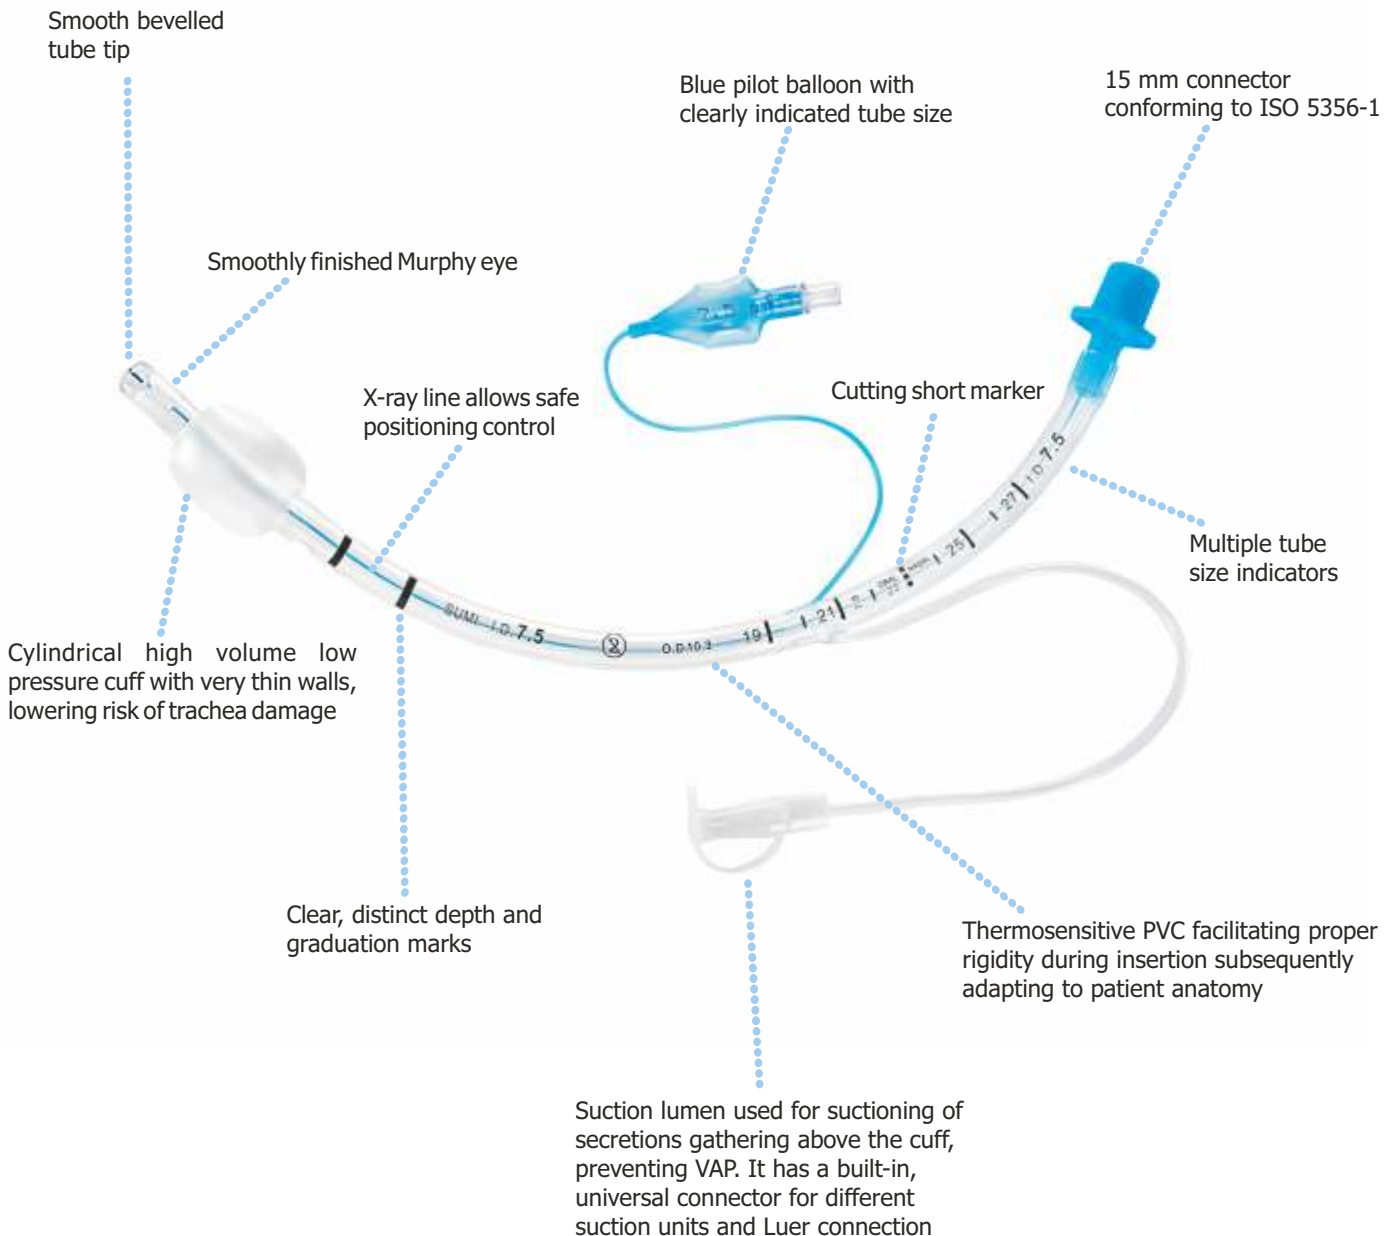 Smooth bevelled
tube tip
Blue pilot balloon with
clearly indicated tube size
15 mm connector
conforming to ISO 5356-1
Smoothly finished Murphy eye
X-ray line allows safe
positioning control
Cutting short marker
I.D 7.5
27
25
Multiple tube
size indicators
21
19
O.D.10.2
SUMI I.D.7.5
Cylindrical high volume low
pressure cuff with very thin walls,
lowering risk of trachea damage
Clear, distinct depth and
graduation marks
Thermosensitive PVC facilitating proper
rigidity during insertion subsequently
adapting to patient anatomy
Suction lumen used for suctioning of
secretions gathering above the cuff,
preventing VAP. It has a built-in,
universal connector for different
suction units and Luer connection